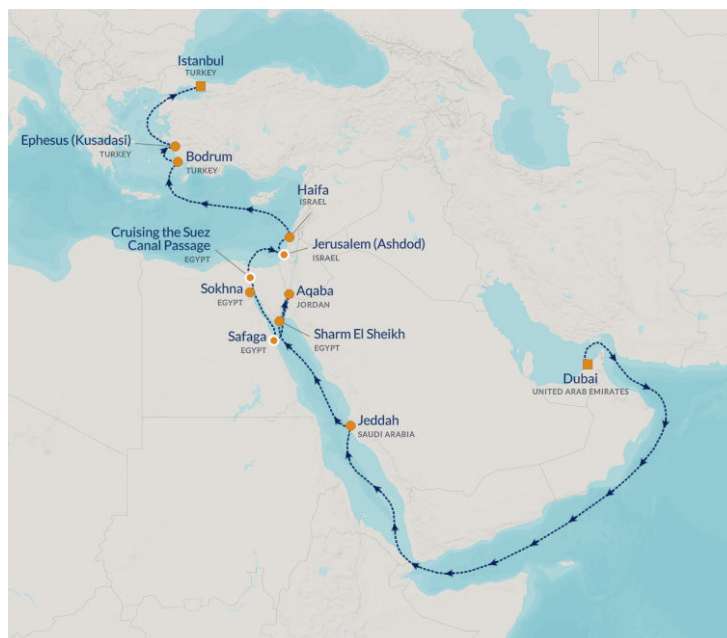 Istanbul
TURKEY
Ephesus (Kusadasi)
TURKEY
Bodrum
TURKEY
Haifa
ISRAEL
Cruising the Suez
Canal Passage
EGYPT
Jerusalem (Ashdod)
ISRAEL
Sokhna
EGYPT
Aqaba
JORDAN
Safaga
EGYPT
Sharm El Sheikh
EGYPT
Dubai
UNITED ARAB EMIRATES
Jeddah
SAUDI ARABIA